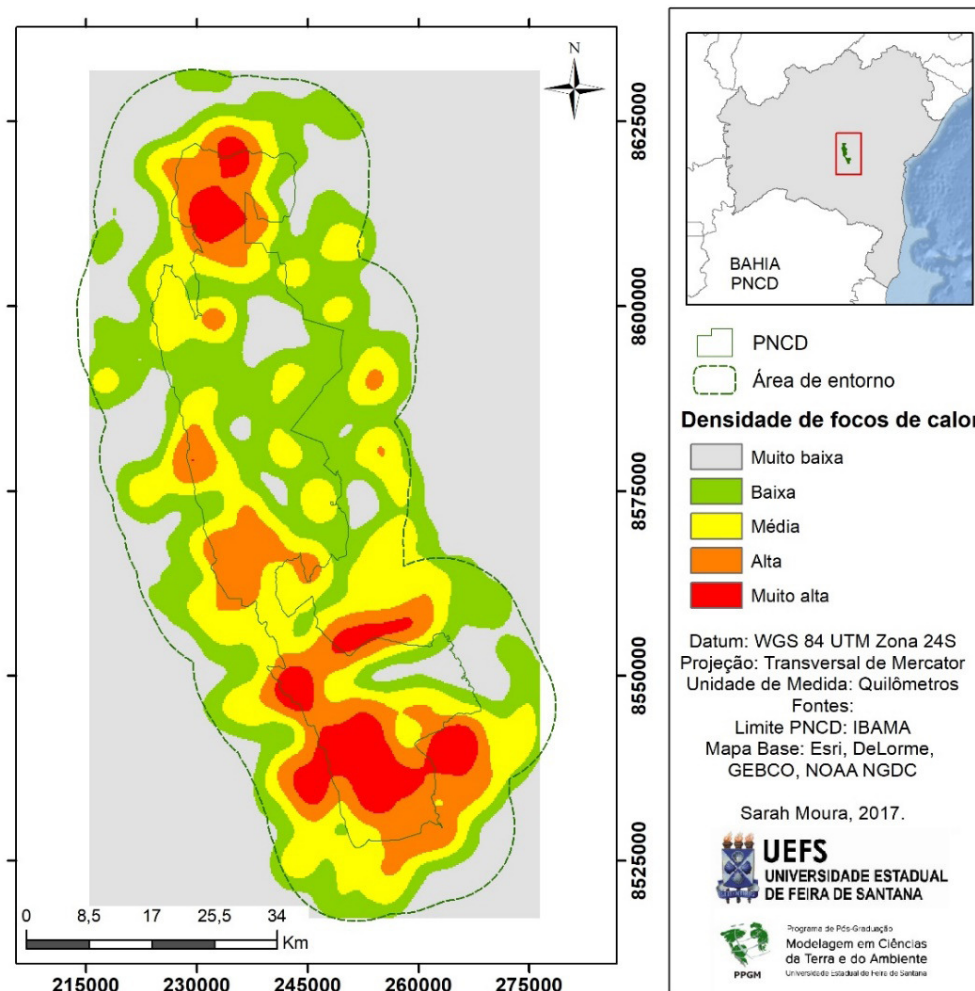 N
8625000
8600000
8575000
8550000
8525000
0 8,5 17 25,5 34
Km
215000 230000 245000 260000 275000
BAHIA
PNCD
PNCD
Área de entorno
Densidade de focos de calor
Muito baixa
Baixa
Média
Alta
Muito alta
Datum: WGS 84 UTM Zona 24S
Projeção: Transversal de Mercator
Unidade de Medida: Quilômetros
Fontes:
Limite PNCD: IBAMA
Mapa Base: Esri, DeLorme,
GEBCO, NOAA NGDC
Sarah Moura, 2017.
UEFS
UNIVERSIDADE ESTADUAL
DE FEIRA DE SANTANA
Programa de Pós-Graduação
Modelagem em Ciências
da Terra e do Ambiente
Universidade Estadual de Feira de Santana
PPGM